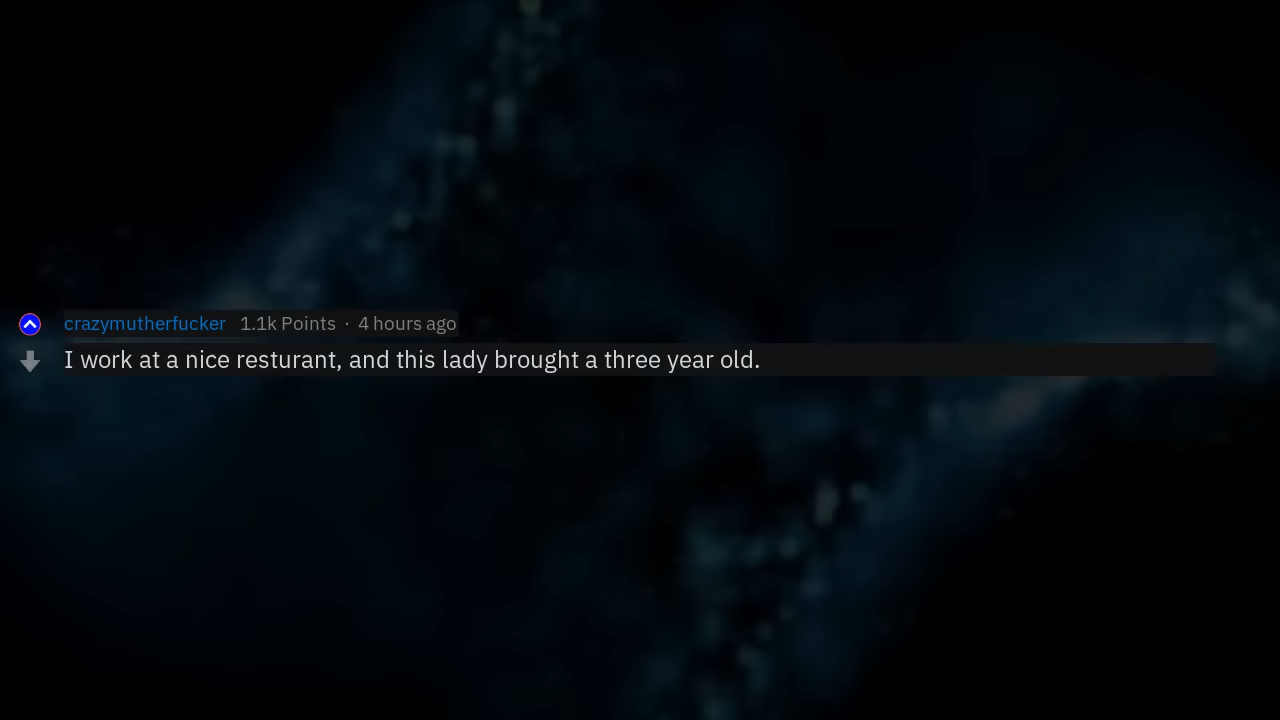 crazymutherfucker 1.1k Points · 4 hours ago
I work at a nice resturant, and this lady brought a three year old.